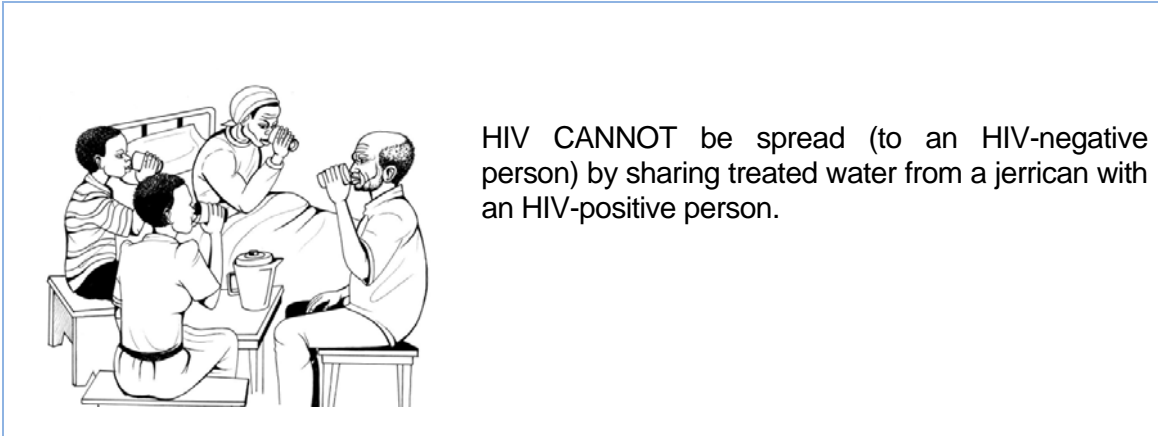 HIV CANNOT be spread (to an HIV-negative
person) by sharing treated water from a jerrican with
an HIV-positive person.